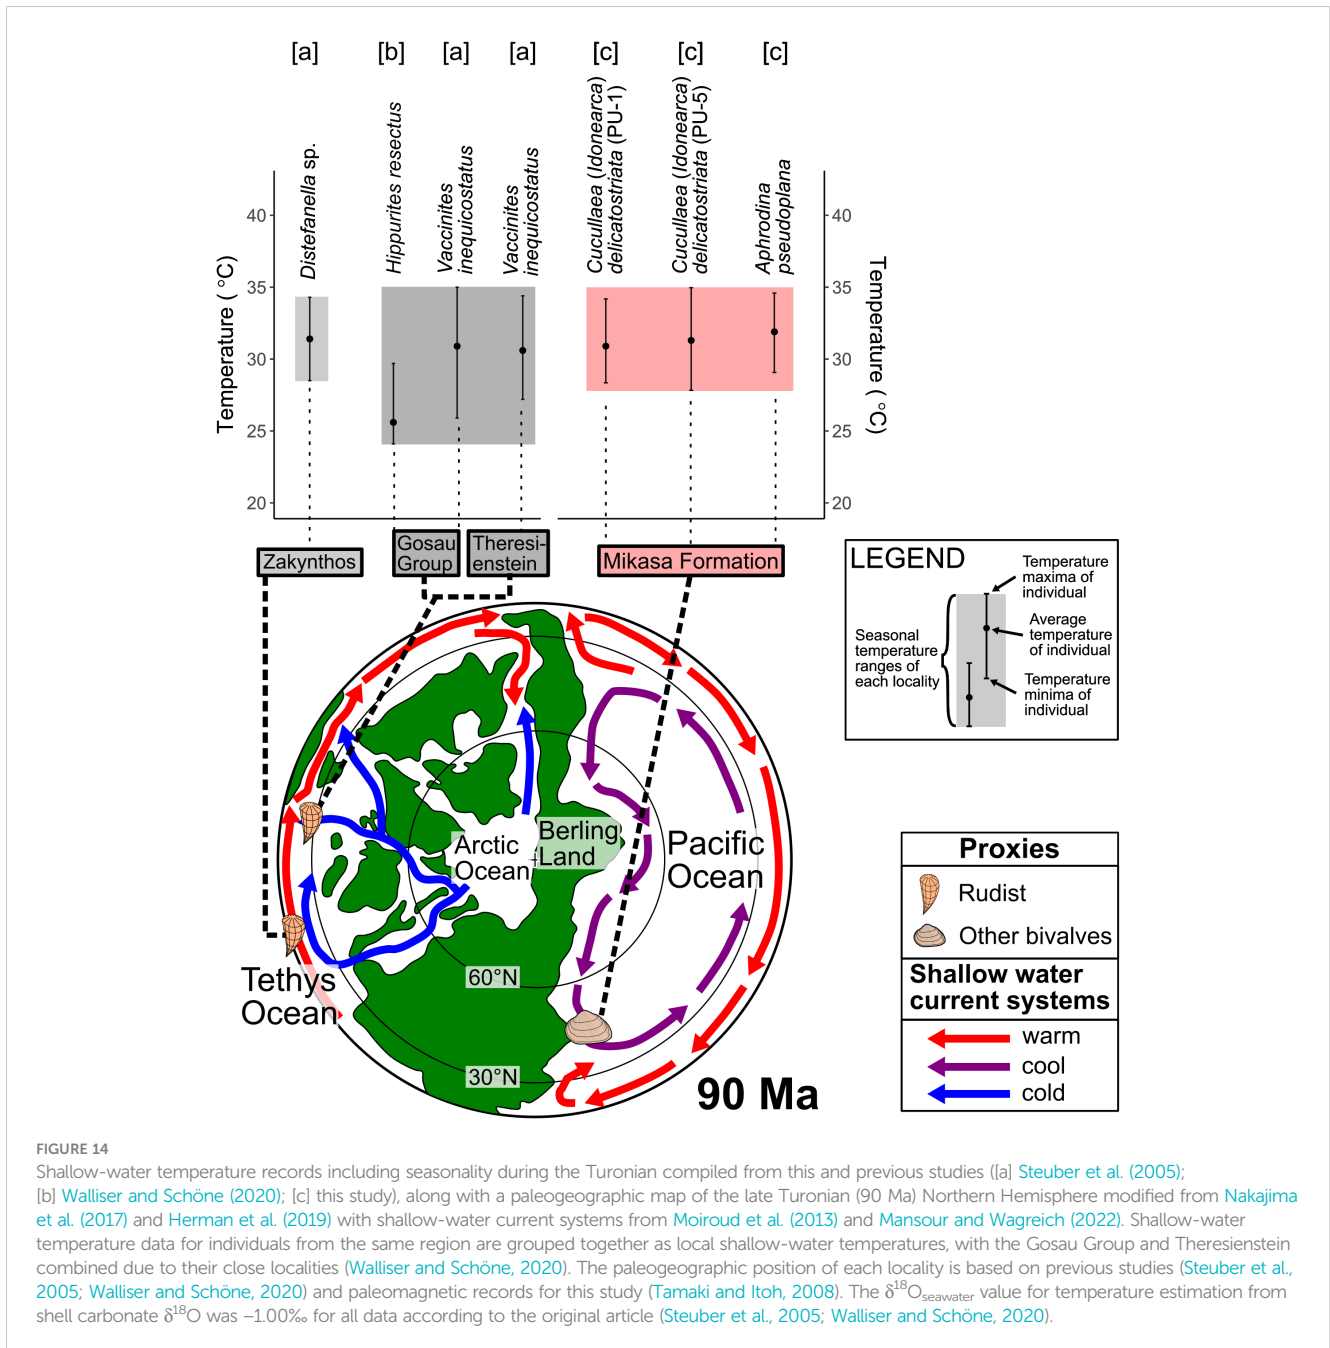 [a] [b] [a] [a] [c] [c] [c]
Distefanella sp.
Hippurites resectus
Vaccinites
inequicostatus
Vaccinites
inequicostatus
Cucullaea (Idonearca)
delicatostriata (PU-1)
Cucullaea (Idonearca)
delicatostriata (PU-5)
Aphrodina
pseudoplana
Temperature ( °C)
40
35
30
25
20
40
35
30
25
20
Temperature ( °C)
Zakynthos
Gosau
Group
Theresi-
enstein
Mikasa Formation
LEGEND
Temperature
maxima of
individual
Average
temperature
of individual
Temperature
minima of
individual
Seasonal
temperature
ranges of
each locality
Arctic
Ocean
Berling
Land
Pacific
Ocean
Tethys
Ocean
60°N
30°N
90 Ma
Proxies
Rudist
Other bivalves
Shallow water
current systems
warm
cool
cold
FIGURE 14
Shallow-water temperature records including seasonality during the Turonian compiled from this and previous studies ([a] Steuber et al. (2005);
[b] Walliser and Schöne (2020); [c] this study), along with a paleogeographic map of the late Turonian (90 Ma) Northern Hemisphere modified from Nakajima
et al. (2017) and Herman et al. (2019) with shallow-water current systems from Moiroud et al. (2013) and Mansour and Wagreich (2022). Shallow-water
temperature data for individuals from the same region are grouped together as local shallow-water temperatures, with the Gosau Group and Theresienstein
combined due to their close localities (Walliser and Schöne, 2020). The paleogeographic position of each locality is based on previous studies (Steuber et al.,
2005; Walliser and Schöne, 2020) and paleomagnetic records for this study (Tamaki and Itoh, 2008). The δ18Oseawater value for temperature estimation from
shell carbonate δ18O was –1.00‰ for all data according to the original article (Steuber et al., 2005; Walliser and Schöne, 2020).